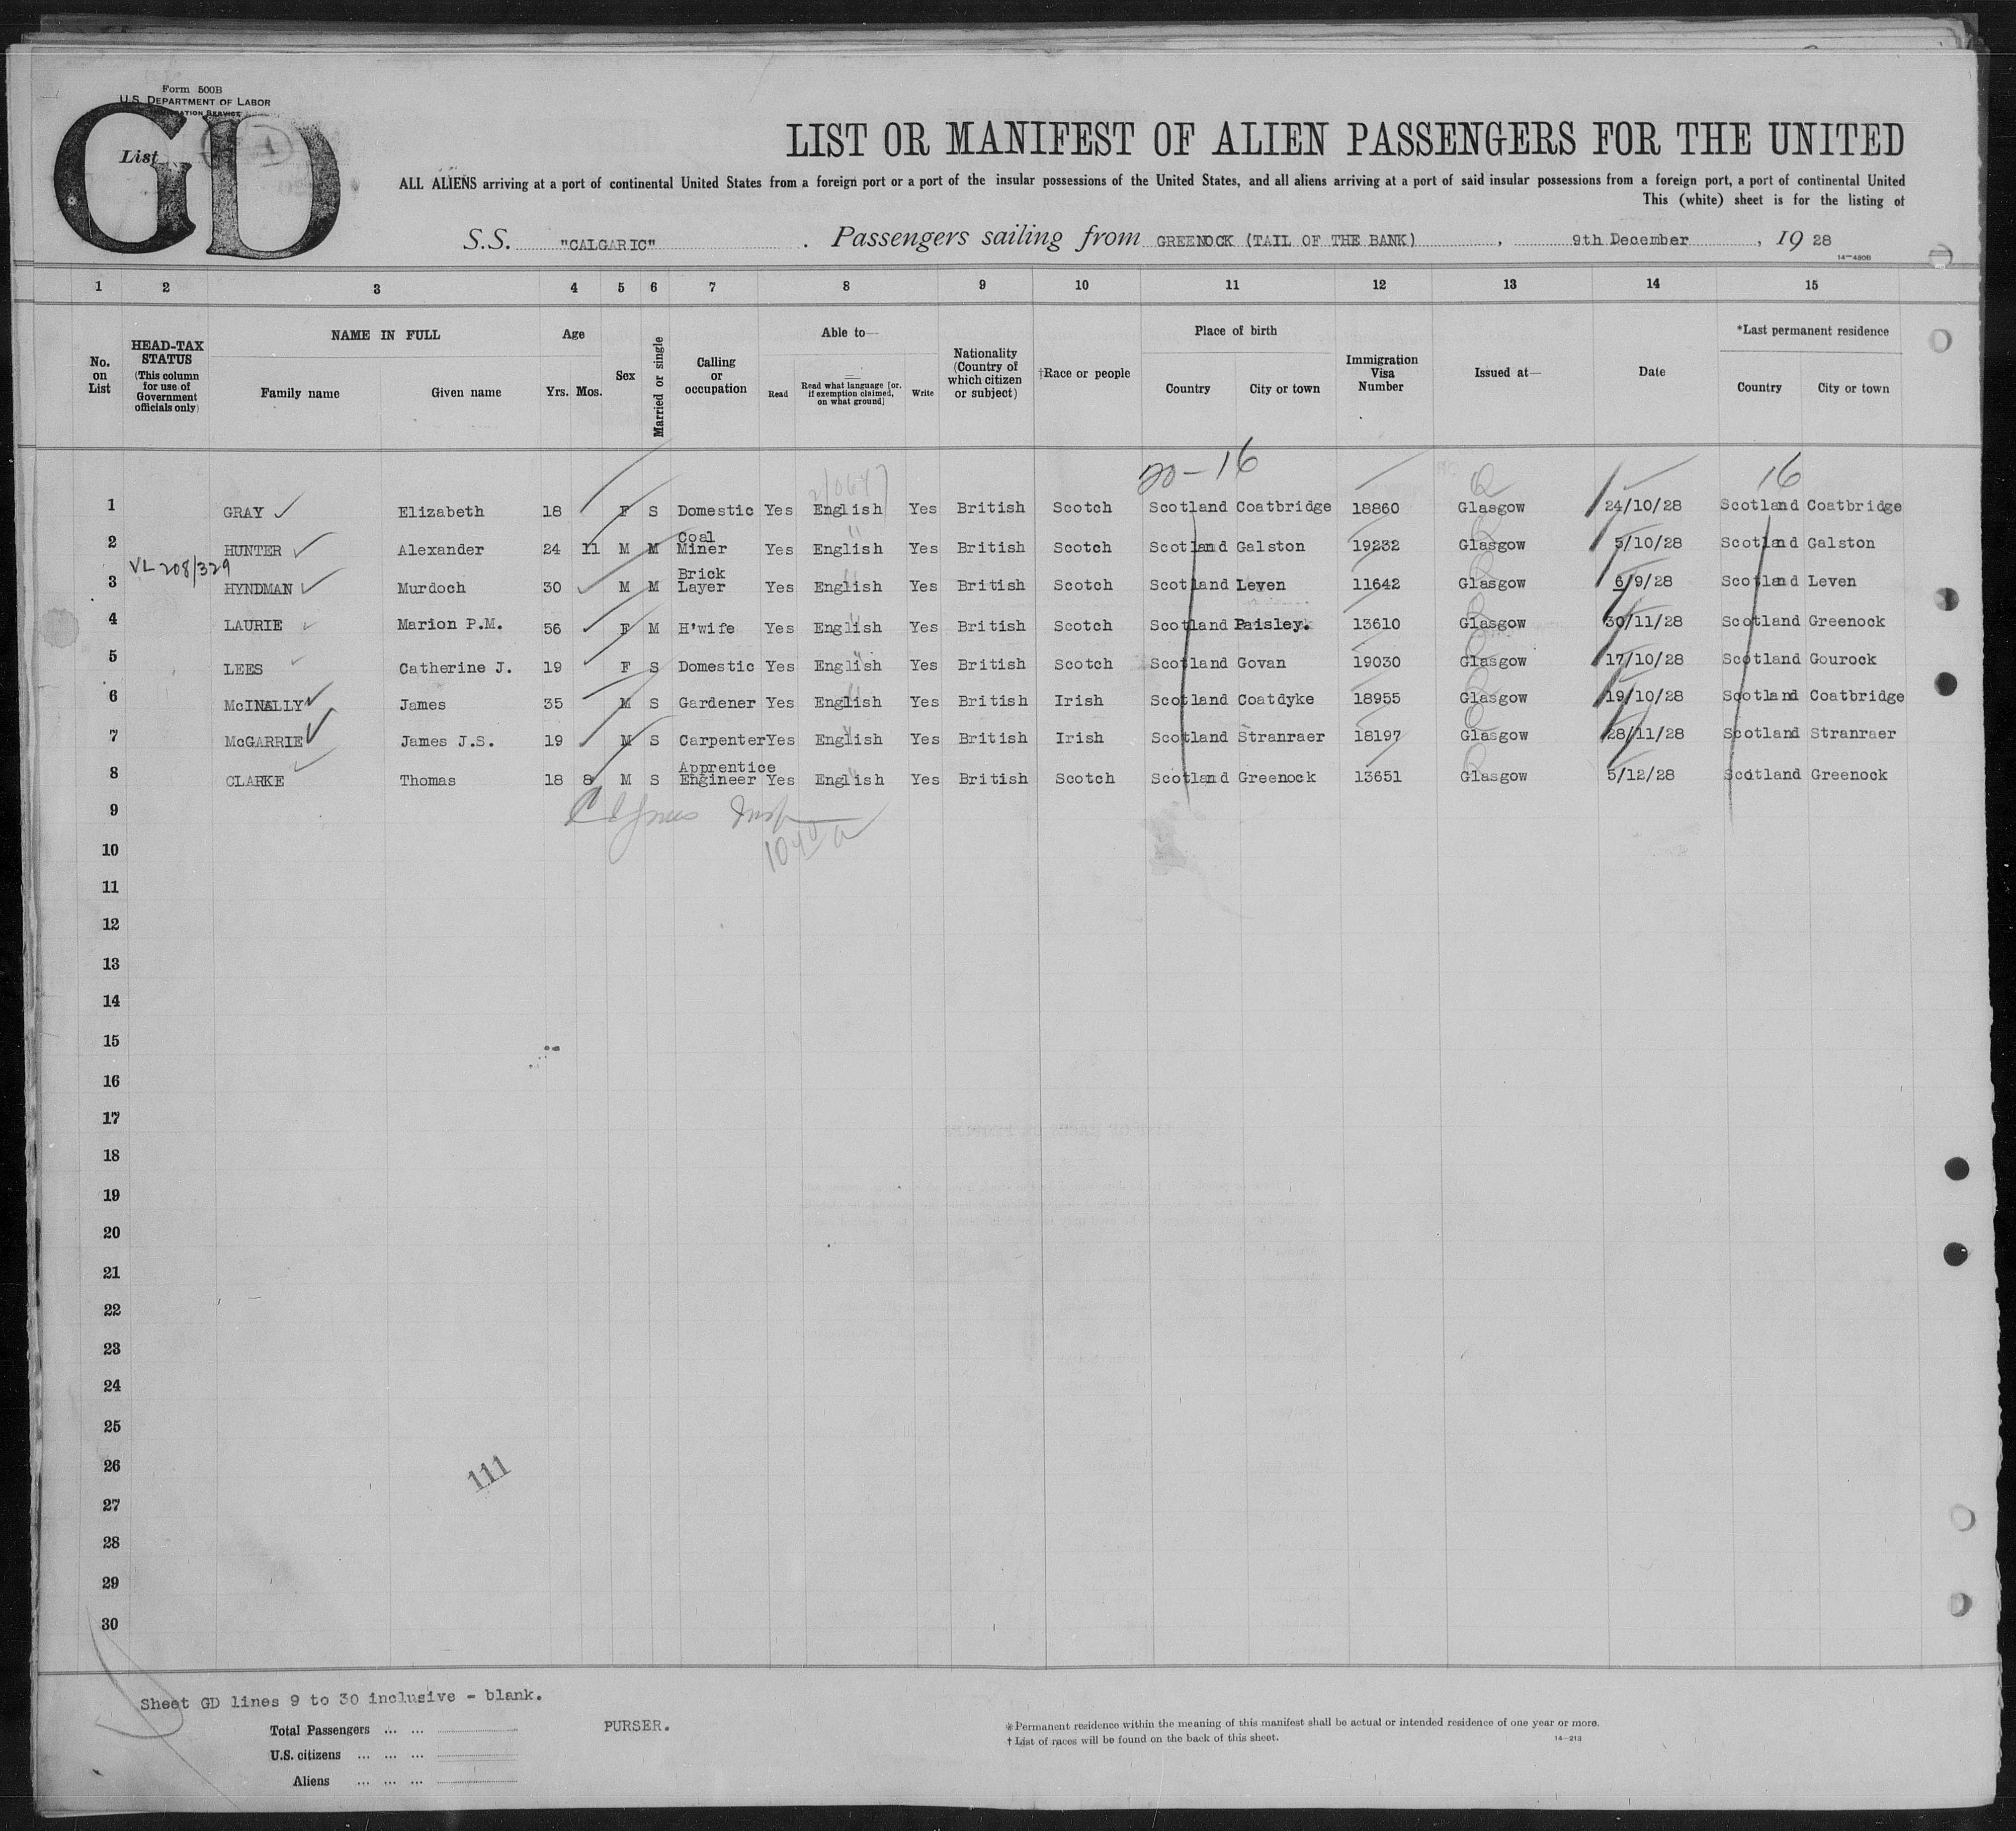 Form 500B
U.S. DEPARTMENT OF LABOR
GD
List
LIST OR MANIFEST OF ALIEN PASSENGERS FOR THE UNITED
ALL ALIENS arriving at a port of continental United States from a foreign port or a port of the insular possessions of the United States, and all aliens arriving at a port of said insular possessions from a foreign port, a port of continental United
This (white) sheet is for the listing of
S.S. "CALGARIC" . Passengers sailing from GREENOCK (TAIL OF THE BANK) , 9th December , 19 28
14—480B
1 2 3 4 5 6 7 8 9 10 11 12 13 14 15
No. on List
HEAD-TAX STATUS (This column for use of Government officials only)
NAME IN FULL
Family name Given name
Age
Yrs. Mos.
Sex
Married or single
Calling or occupation
Able to—
Read Read what language [or, if exemption claimed, on what ground] Write
Nationality (Country of which citizen or subject)
†Race or people
Place of birth
Country City or town
Immigration Visa Number
Issued at—
Date
*Last permanent residence
Country City or town
20-16 16
1 GRAY Elizabeth 18 F S Domestic Yes English Yes British Scotch Scotland Coatbridge 18860 Glasgow 24/10/28 Scotland Coatbridge
2 HUNTER Alexander 24 11 M M Coal Miner Yes English Yes British Scotch Scotland Galston 19232 Glasgow 5/10/28 Scotland Galston
VL 208/329
3 HYNDMAN Murdoch 30 M M Brick Layer Yes English Yes British Scotch Scotland Leven 11642 Glasgow 6/9/28 Scotland Leven
4 LAURIE Marion P.M. 56 F M H'wife Yes English Yes British Scotch Scotland Paisley. 13610 Glasgow 30/11/28 Scotland Greenock
5 LEES Catherine J. 19 F S Domestic Yes English Yes British Scotch Scotland Govan 19030 Glasgow 17/10/28 Scotland Gourock
6 McINALLY James 35 M S Gardener Yes English Yes British Irish Scotland Coatdyke 18955 Glasgow 19/10/28 Scotland Coatbridge
7 McGARRIE James J.S. 19 M S Carpenter Yes English Yes British Irish Scotland Stranraer 18197 Glasgow 28/11/28 Scotland Stranraer
8 CLARKE Thomas 18 8 M S Apprentice Engineer Yes English Yes British Scotch Scotland Greenock 13651 Glasgow 5/12/28 Scotland Greenock
9
10
11
12
13
14
15
16
17
18
19
20
21
22
23
24
25
26
111
27
28
29
30
Sheet GD lines 9 to 30 inclusive - blank.
Total Passengers ... ...
PURSER.
U.S. citizens ... ... ...
Aliens ... ... ...
*Permanent residence within the meaning of this manifest shall be actual or intended residence of one year or more.
† List of races will be found on the back of this sheet.
14—213